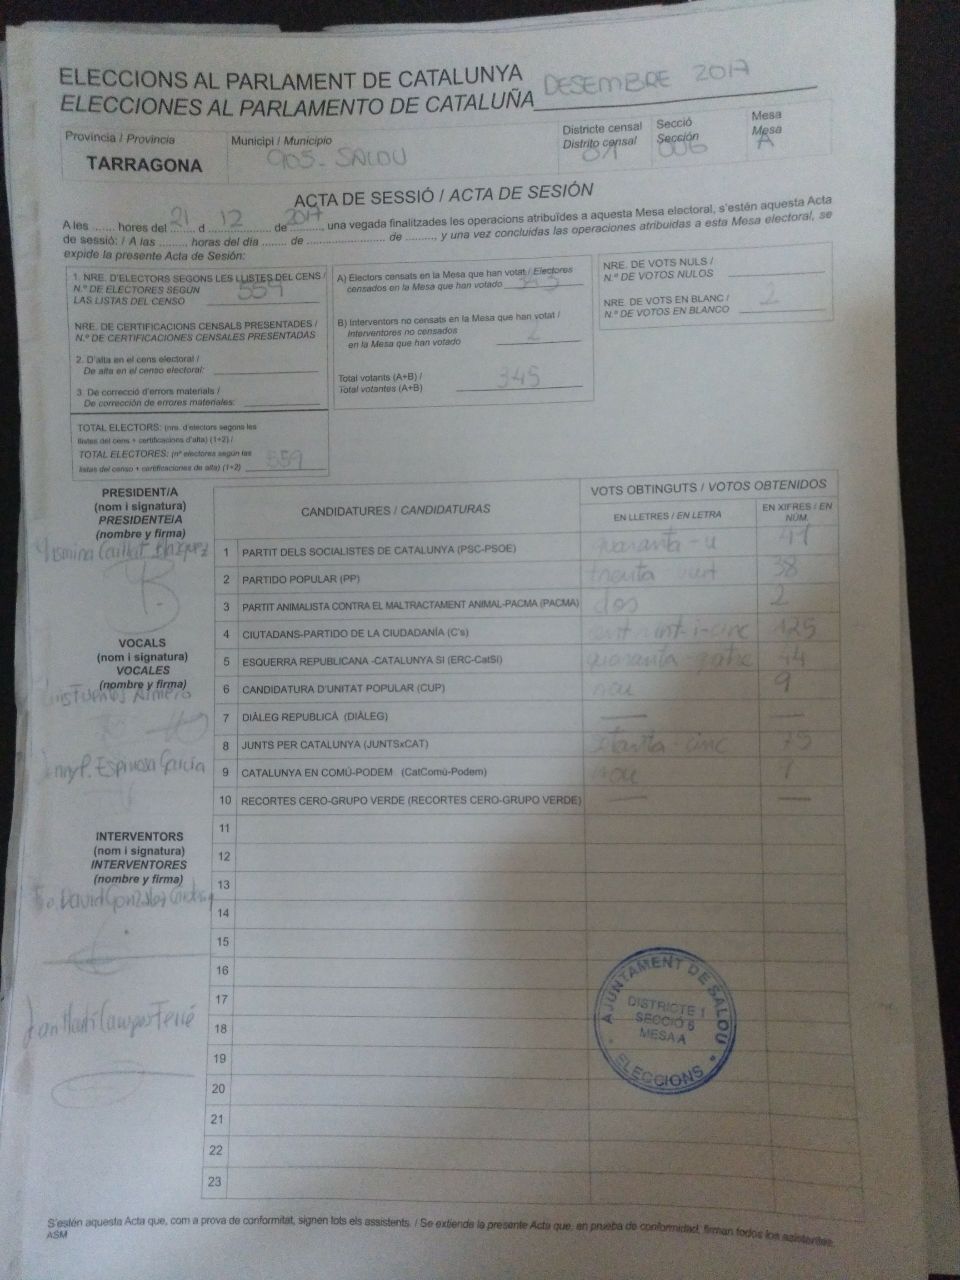 ELECCIONS AL PARLAMENT DE CATALUNYA
ELECCIONES AL PARLAMENTO DE CATALUÑA DESEMBRE 2017
Provincia / Provincia
TARRAGONA
Municipi / Municipio
905 - SALOU
Districte censal
Distrito censal
01
Secció
Sección
006
Mesa
Mesa
A
ACTA DE SESSIÓ / ACTA DE SESIÓN
A les ....... hores del 21 d 12 de 2017, una vegada finalitzades les operacions atribuïdes a aquesta Mesa electoral, s'estén aquesta Acta
de sessió: / A las ......... horas del día ....... de ........................ de ........., y una vez concluidas las operaciones atribuidas a esta Mesa electoral, se
expide la presente Acta de Sesión:
1. NRE. D'ELECTORS SEGONS LES LLISTES DEL CENS /
N.º DE ELECTORES SEGÚN
LAS LISTAS DEL CENSO 559
NRE. DE CERTIFICACIONS CENSALS PRESENTADES /
N.º DE CERTIFICACIONES CENSALES PRESENTADAS
2. D'alta en el cens electoral /
De alta en el censo electoral:
3. De correcció d'errors materials /
De corrección de errores materiales:
TOTAL ELECTORS: (nre. d'electors segons les
llistes del cens + certificacions d'alta) (1+2) /
TOTAL ELECTORES: (nº electores según las
listas del censo + certificaciones de alta) (1+2) 559
A) Electors censats en la Mesa que han votat / Electores
censados en la Mesa que han votado 343
B) Interventors no censats en la Mesa que han votat /
Interventores no censados
en la Mesa que han votado 2
Total votants (A+B) /
Total votantes (A+B) 345
NRE. DE VOTS NULS /
N.º DE VOTOS NULOS
NRE. DE VOTS EN BLANC /
N.º DE VOTOS EN BLANCO 2
PRESIDENT/A
(nom i signatura)
PRESIDENTE/A
(nombre y firma)
VOCALS
(nom i signatura)
VOCALES
(nombre y firma)
Espinosa García
INTERVENTORS
(nom i signatura)
INTERVENTORES
(nombre y firma)
David González
CANDIDATURES / CANDIDATURAS
VOTS OBTINGUTS / VOTOS OBTENIDOS
EN LLETRES / EN LETRA
EN XIFRES / EN NÚM.
1 PARTIT DELS SOCIALISTES DE CATALUNYA (PSC-PSOE) quaranta-u 41
2 PARTIDO POPULAR (PP) trenta-vuit 38
3 PARTIT ANIMALISTA CONTRA EL MALTRACTAMENT ANIMAL-PACMA (PACMA) dos 2
4 CIUTADANS-PARTIDO DE LA CIUDADANÍA (C's) cent vint-i-cinc 125
5 ESQUERRA REPUBLICANA -CATALUNYA SI (ERC-CatSI) quaranta-quatre 44
6 CANDIDATURA D'UNITAT POPULAR (CUP) nou 9
7 DIÀLEG REPUBLICÀ (DIÀLEG) — —
8 JUNTS PER CATALUNYA (JUNTSxCAT) setanta-cinc 75
9 CATALUNYA EN COMÚ-PODEM (CatComú-Podem) nou
10 RECORTES CERO-GRUPO VERDE (RECORTES CERO-GRUPO VERDE) — —
11
12
13
14
15
16
17
18
19
20
21
22
23
AJUNTAMENT DE SALOU
DISTRICTE 1
SECCIÓ 6
MESA A
ELECCIONS
S'estén aquesta Acta que, com a prova de conformitat, signen tots els assistents. / Se extiende la presente Acta que, en prueba de conformidad, firman todos los asistentes.
ASM